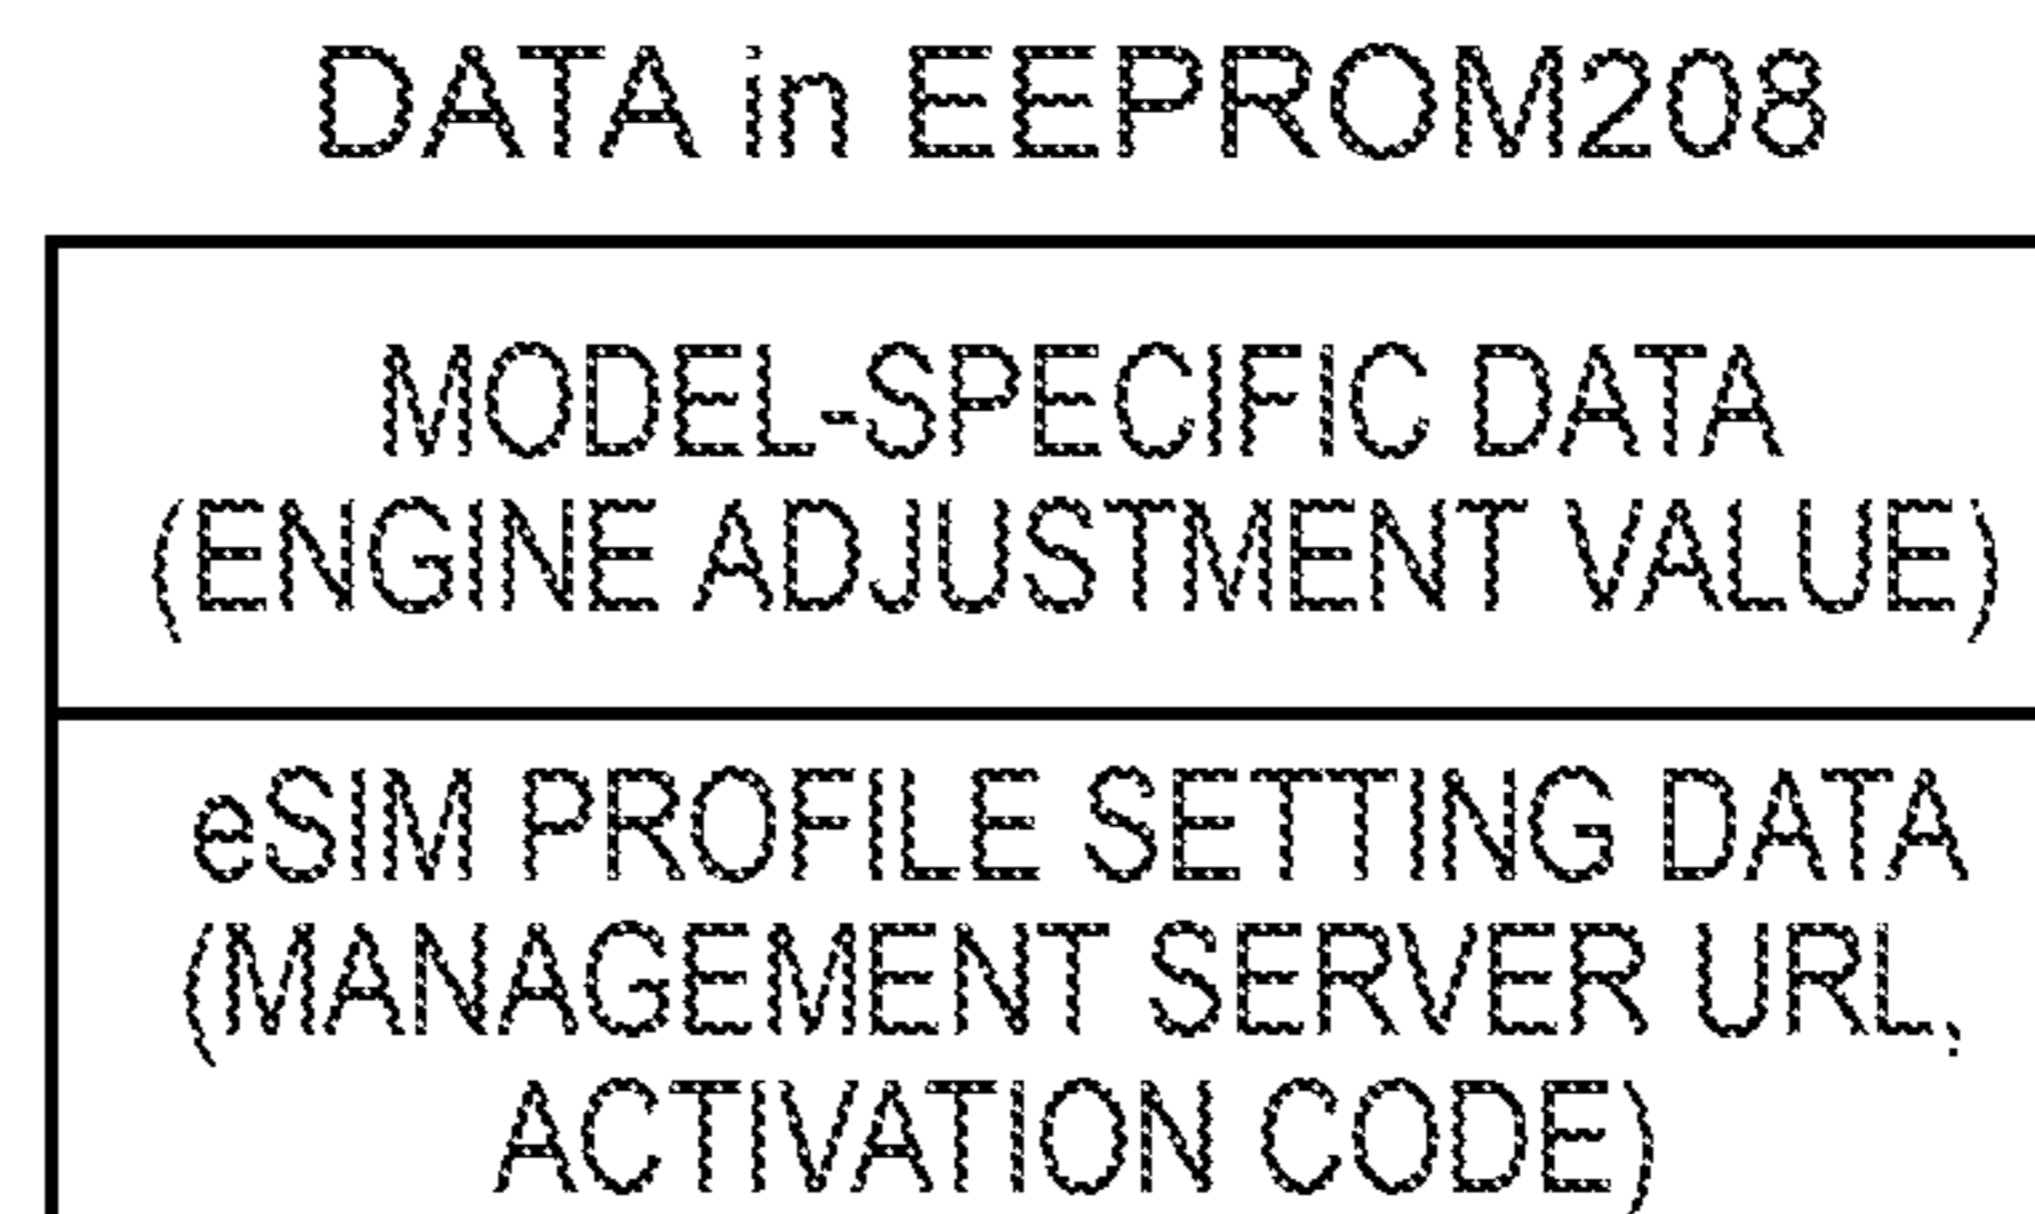 DATA in EEPROM208
MODEL-SPECIFIC DATA
(ENGINE ADJUSTMENT VALUE)
eSIM PROFILE SETTING DATA
(MANAGEMENT SERVER URL,
ACTIVATION CODE)